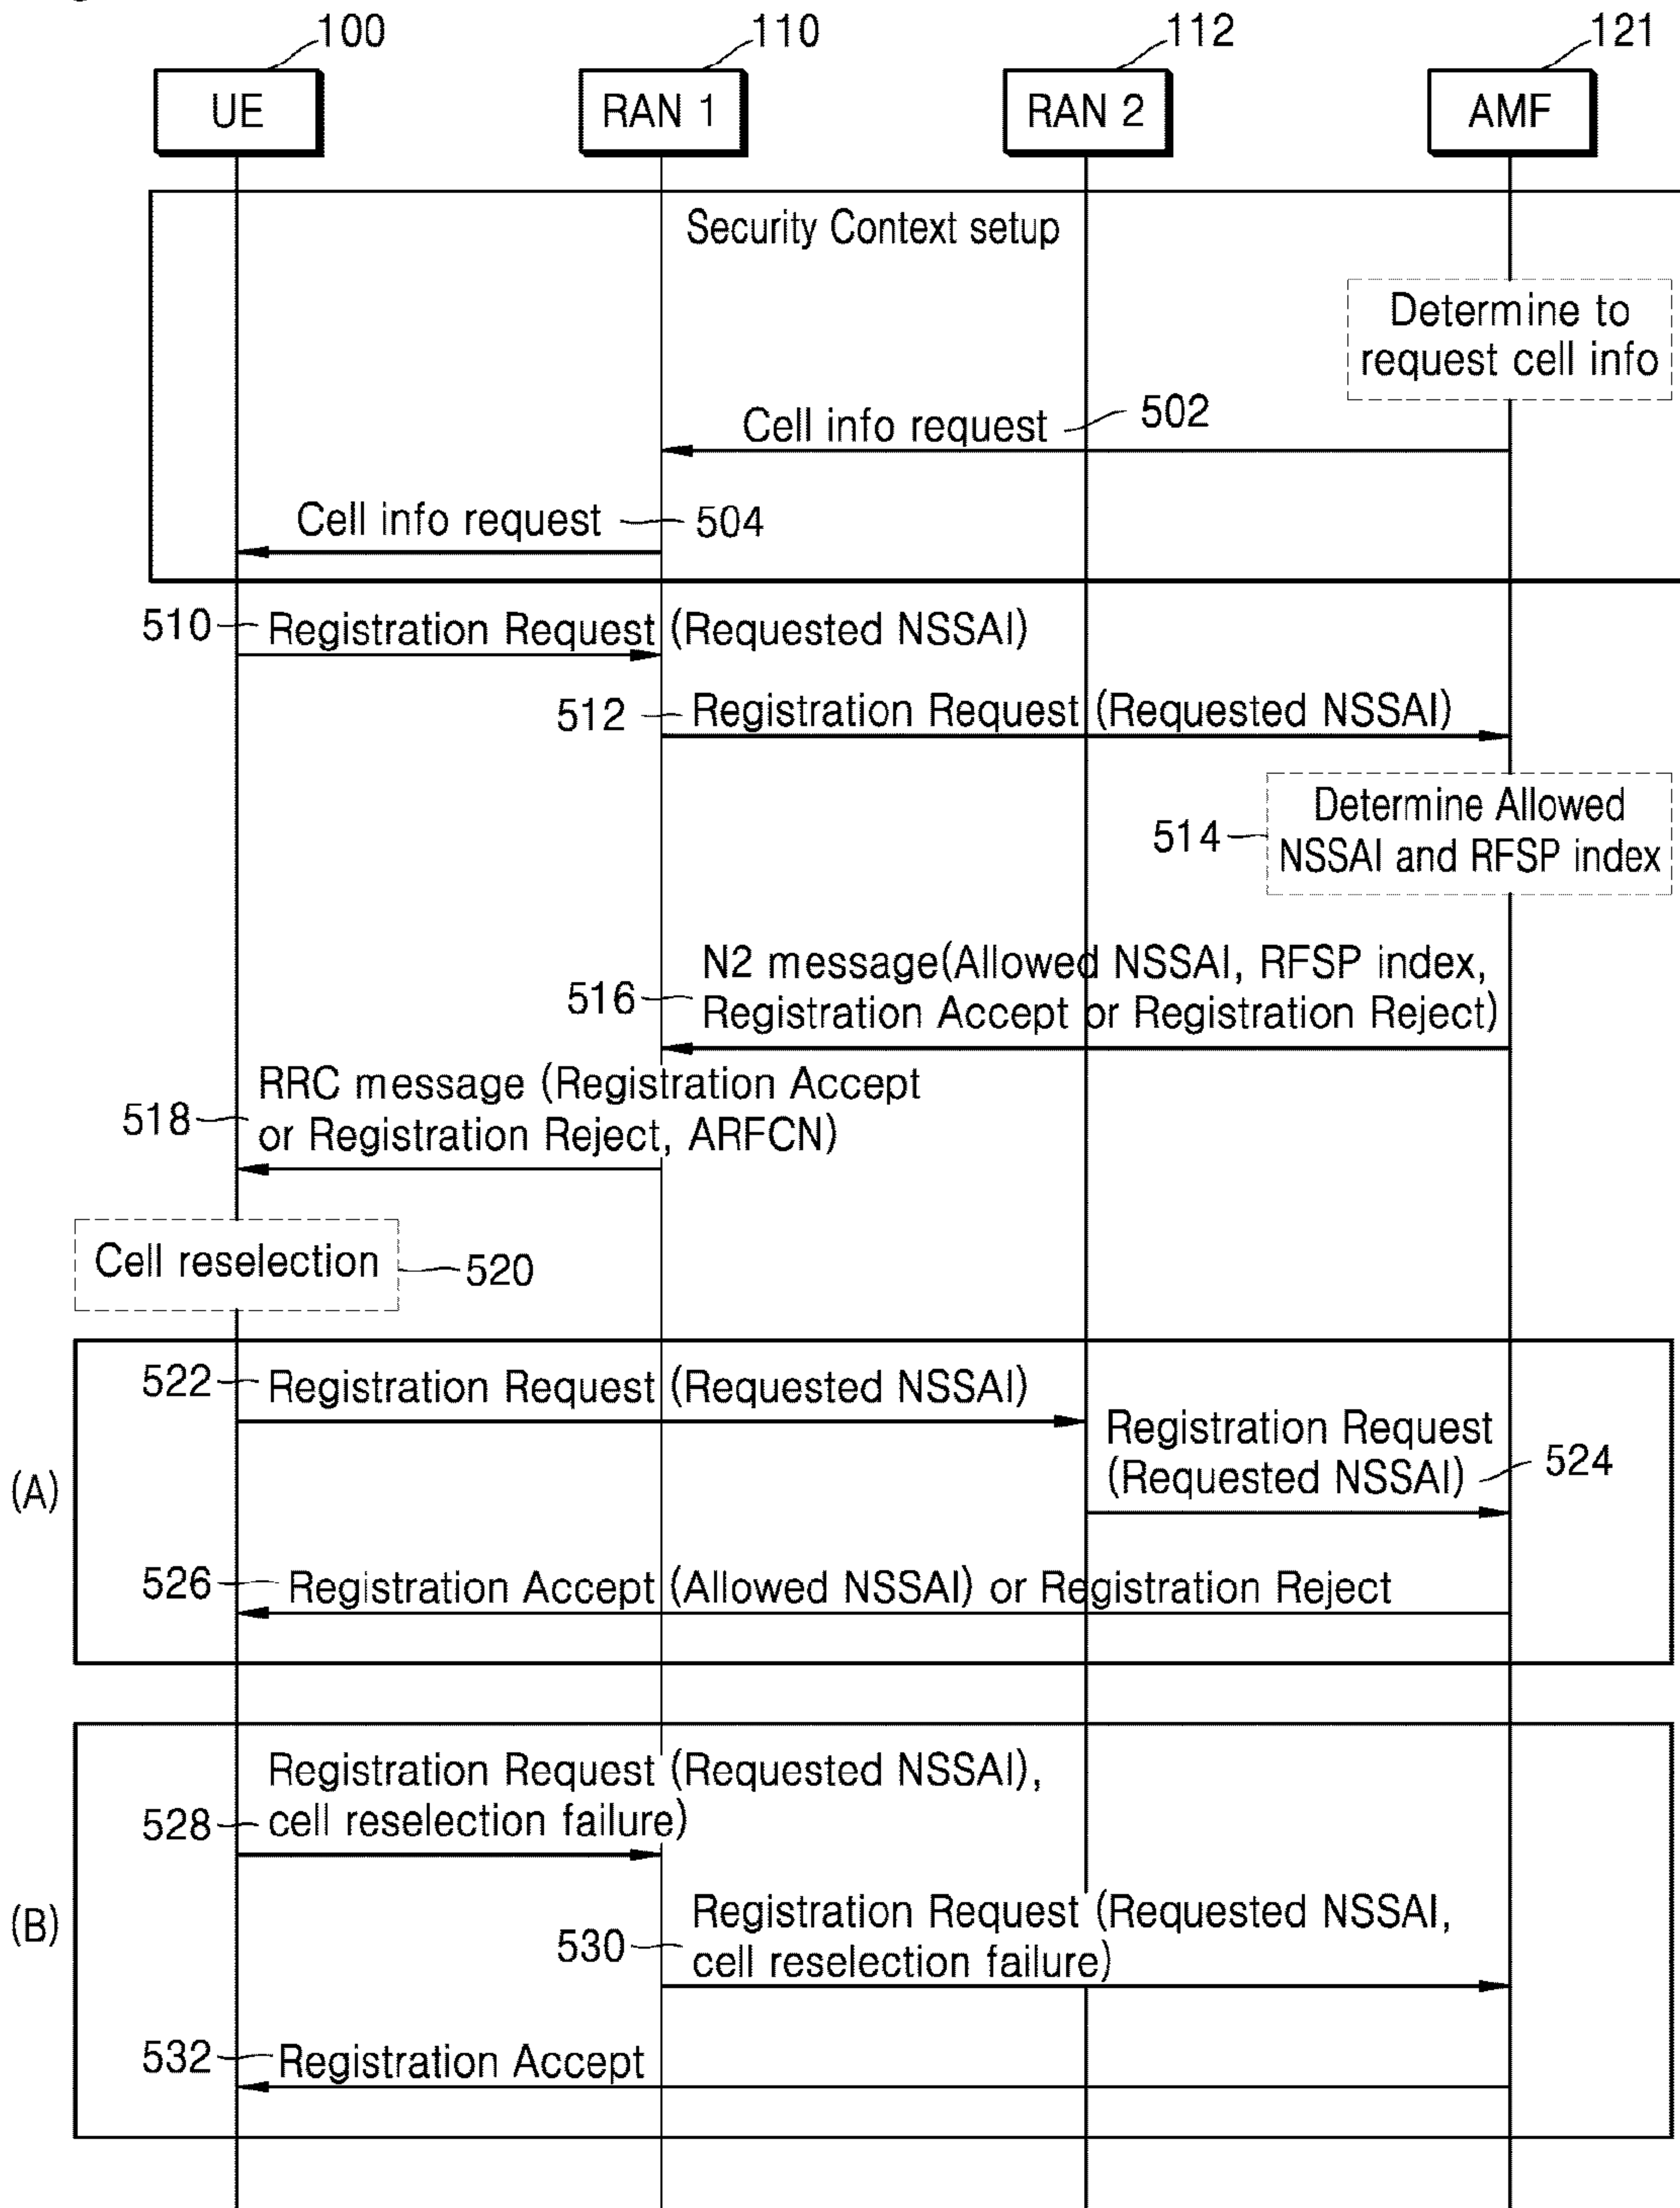 100
110
112
121
UE
RAN 1
RAN 2
AMF
Security Context setup
Determine to
request cell info
Cell info request
502
Cell info request
504
510
Registration Request (Requested NSSAI)
512
Registration Request (Requested NSSAI)
514
Determine Allowed
NSSAI and RFSP index
516
N2 message(Allowed NSSAI, RFSP index,
Registration Accept or Registration Reject)
518
RRC message (Registration Accept
or Registration Reject, ARFCN)
Cell reselection
520
(A)
522
Registration Request (Requested NSSAI)
Registration Request
(Requested NSSAI)
524
526
Registration Accept (Allowed NSSAI) or Registration Reject
(B)
528
Registration Request (Requested NSSAI),
cell reselection failure)
530
Registration Request (Requested NSSAI,
cell reselection failure)
532
Registration Accept